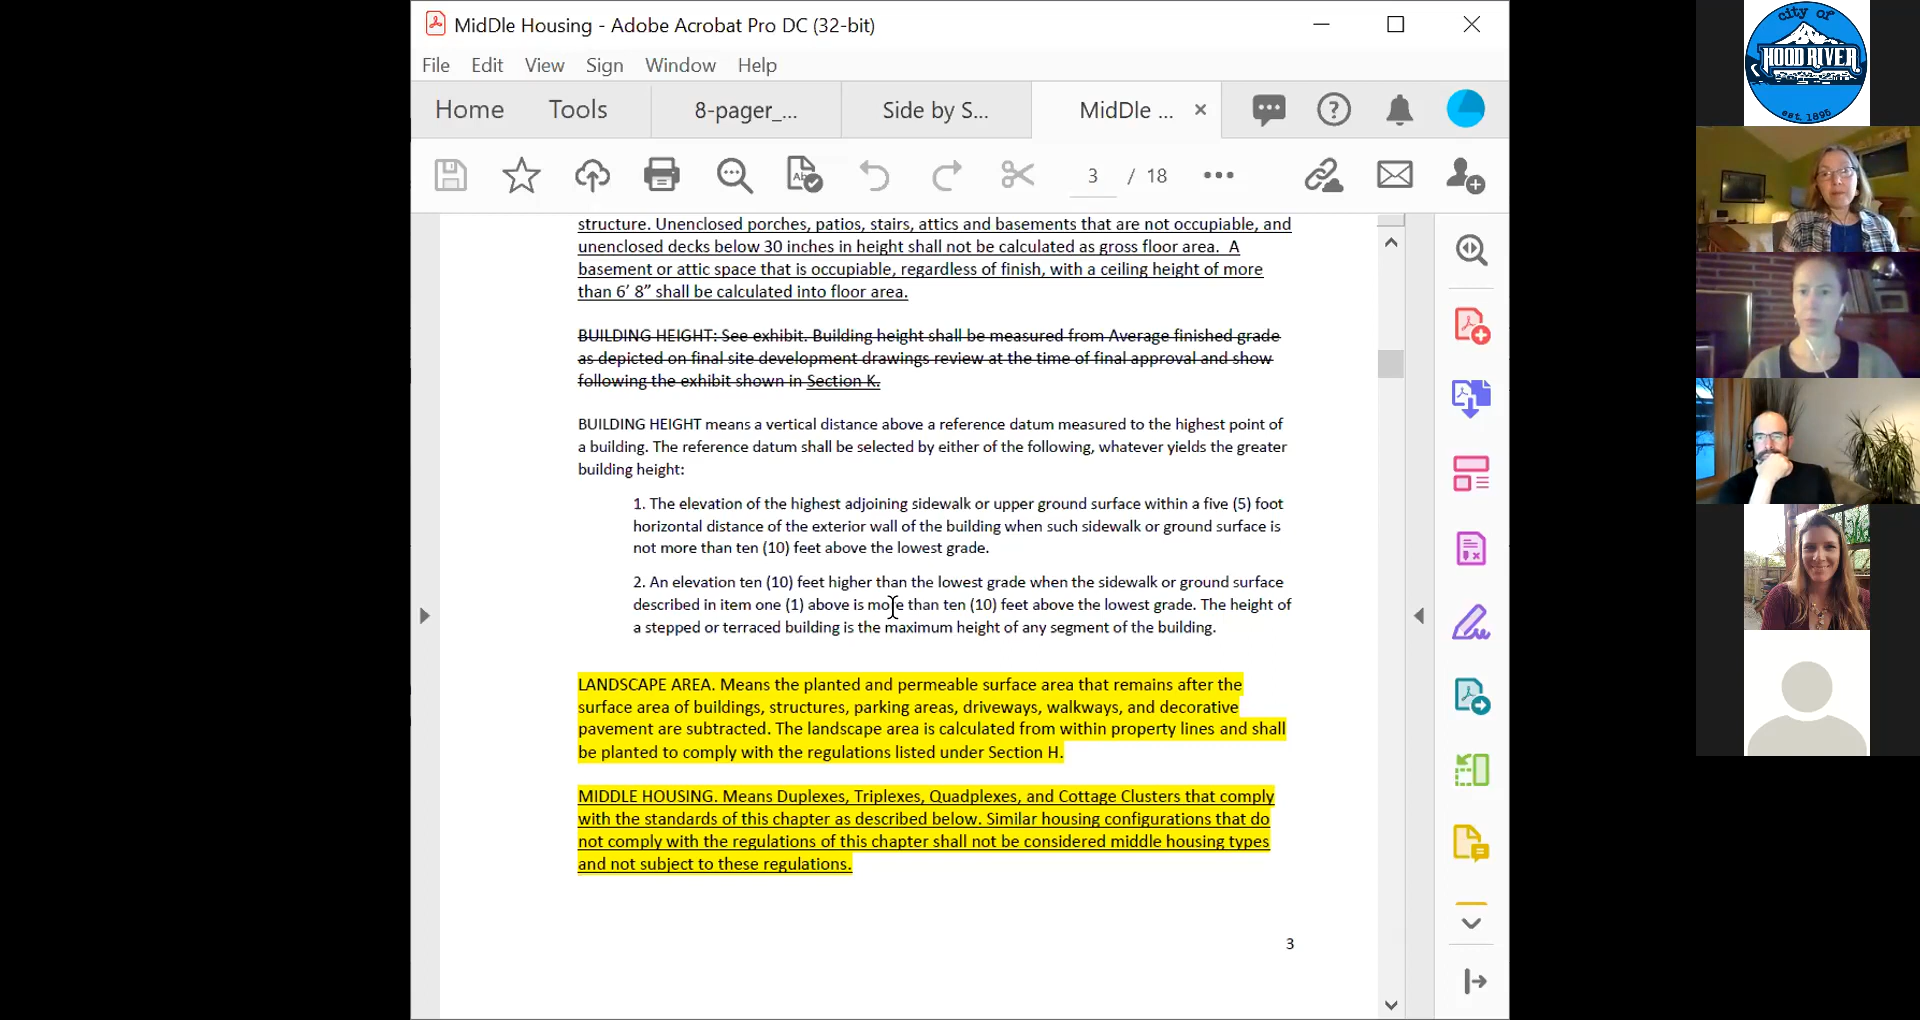 MidDle Housing - Adobe Acrobat Pro DC (32-bit)
File Edit View Sign Window Help
Home Tools 8-pager_... Side by S... MidDle ...
3 / 18
structure. Unenclosed porches, patios, stairs, attics and basements that are not occupiable, and
unenclosed decks below 30 inches in height shall not be calculated as gross floor area. A
basement or attic space that is occupiable, regardless of finish, with a ceiling height of more
than 6’ 8” shall be calculated into floor area.
BUILDING HEIGHT: See exhibit. Building height shall be measured from Average finished grade
as depicted on final site development drawings review at the time of final approval and show
following the exhibit shown in Section K.
BUILDING HEIGHT means a vertical distance above a reference datum measured to the highest point of
a building. The reference datum shall be selected by either of the following, whatever yields the greater
building height:
1. The elevation of the highest adjoining sidewalk or upper ground surface within a five (5) foot
horizontal distance of the exterior wall of the building when such sidewalk or ground surface is
not more than ten (10) feet above the lowest grade.
2. An elevation ten (10) feet higher than the lowest grade when the sidewalk or ground surface
described in item one (1) above is more than ten (10) feet above the lowest grade. The height of
a stepped or terraced building is the maximum height of any segment of the building.
LANDSCAPE AREA. Means the planted and permeable surface area that remains after the
surface area of buildings, structures, parking areas, driveways, walkways, and decorative
pavement are subtracted. The landscape area is calculated from within property lines and shall
be planted to comply with the regulations listed under Section H.
MIDDLE HOUSING. Means Duplexes, Triplexes, Quadplexes, and Cottage Clusters that comply
with the standards of this chapter as described below. Similar housing configurations that do
not comply with the regulations of this chapter shall not be considered middle housing types
and not subject to these regulations.
3
city of
HOOD RIVER
est. 1895